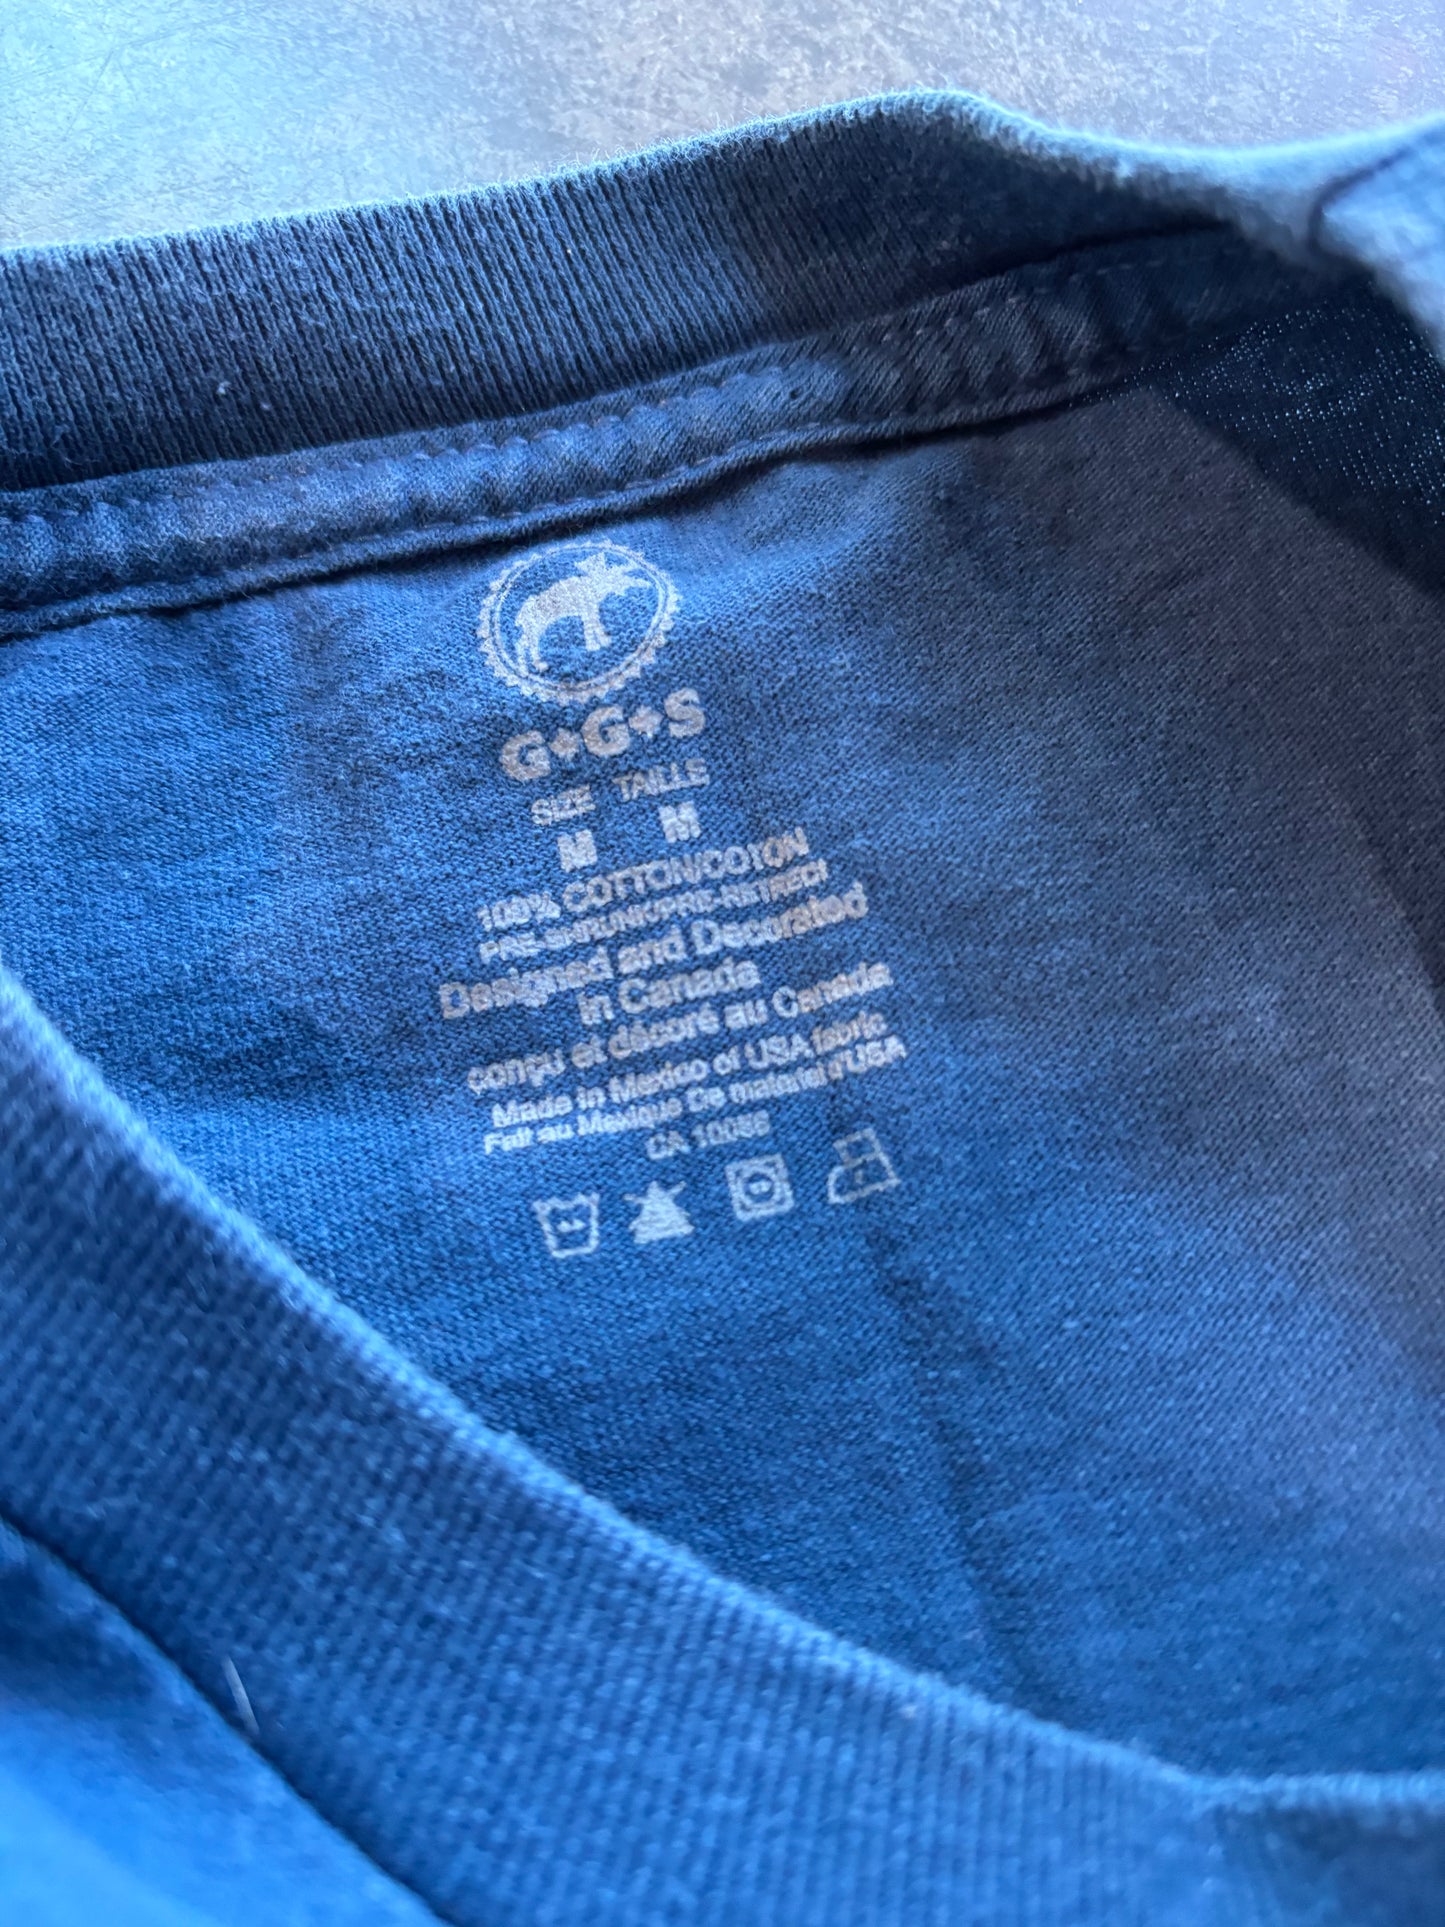 G♦G♦S
SIZE TAILLE
M M
100% COTTON/COTON
PRE-SHRUNK/PRE-RETRECI
Designed and Decorated
in Canada
conçu et décoré au Canada
Made in Mexico of USA fabric
Fait au Mexique De materiel d'USA
CA 10086